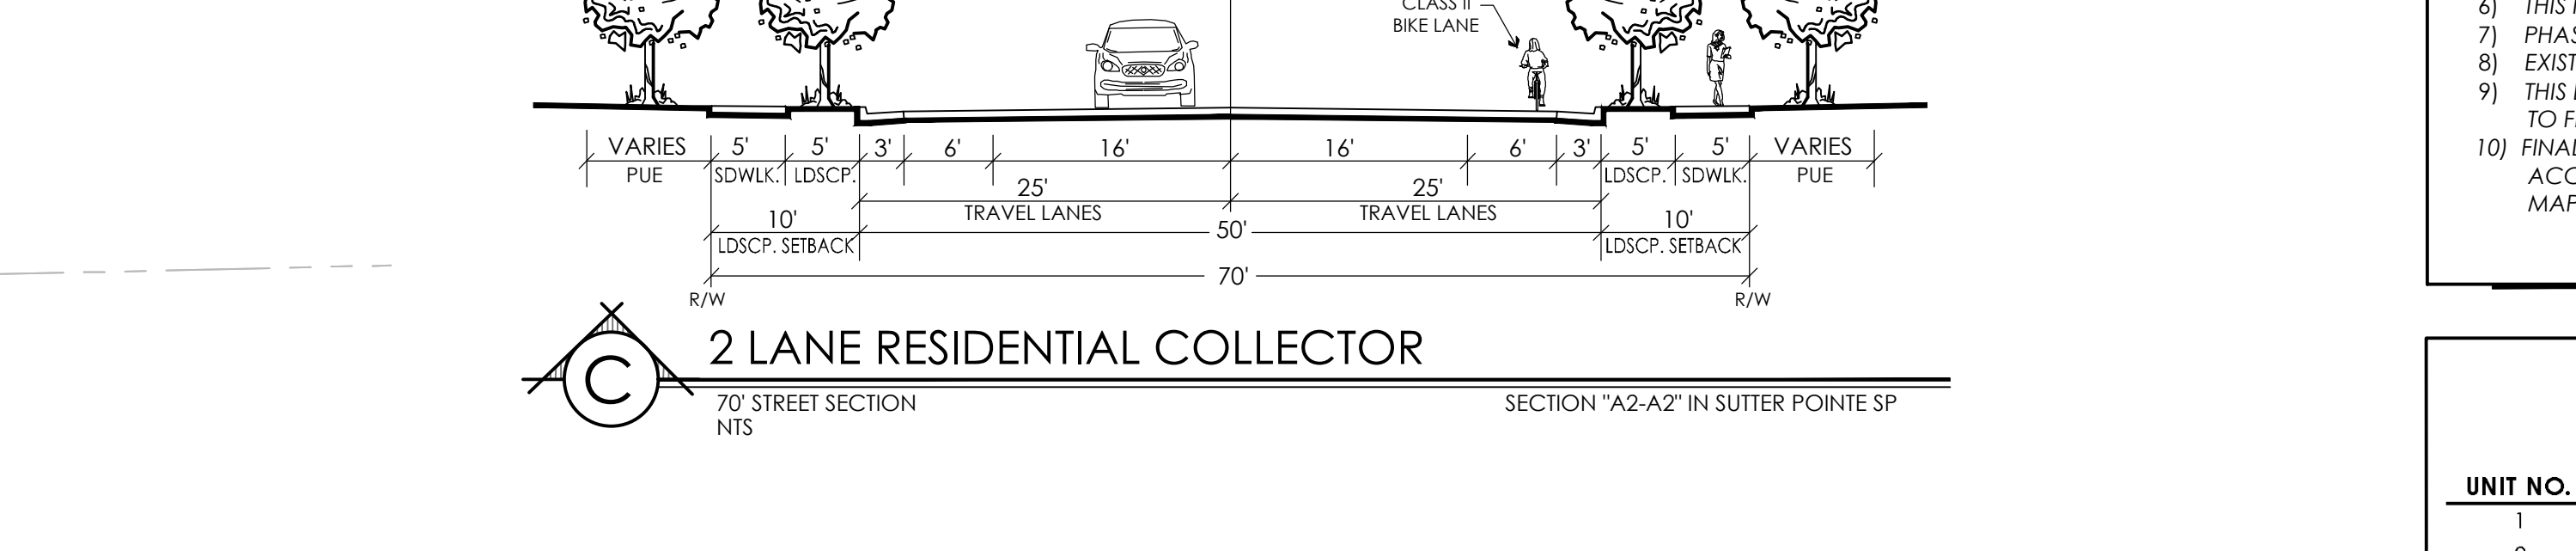 CLASS II
BIKE LANE
VARIES 5' 5' 3' 6' 16' 16' 6' 3' 5' 5' VARIES
PUE SDWLK. LDSCP. LDSCP. SDWLK. PUE
25' 25'
TRAVEL LANES TRAVEL LANES
10' 50' 10'
LDSCP. SETBACK LDSCP. SETBACK
70'
R/W R/W
C 2 LANE RESIDENTIAL COLLECTOR
70' STREET SECTION SECTION "A2-A2" IN SUTTER POINTE SP
NTS
6) THIS
7)
8)
9) THIS
TO
10)
UNIT NO.
1